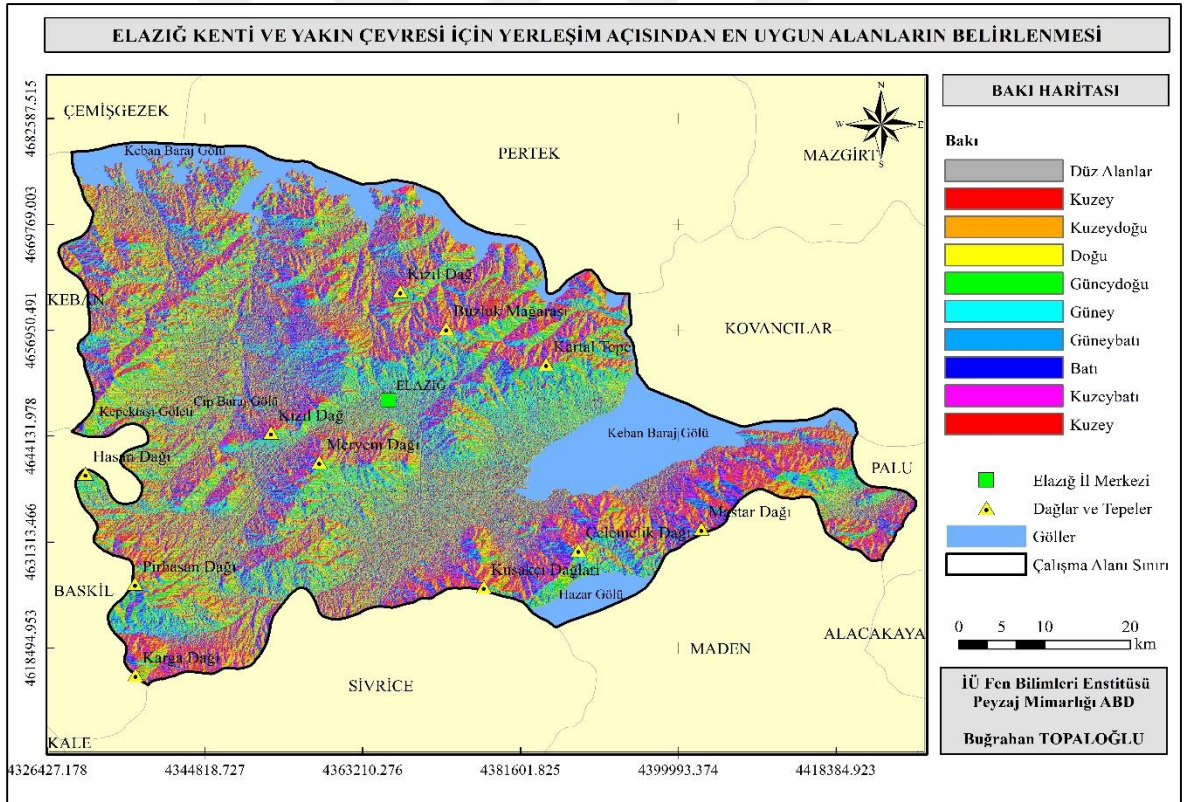 ELAZIĞ KENTİ VE YAKIN ÇEVRESİ İÇİN YERLEŞİM AÇISINDAN EN UYGUN ALANLARIN BELİRLENMESİ
4682587.515
4669769.003
4656950.491
4644131.978
4631313.466
4618494.953
4326427.178
4344818.727
4363210.276
4381601.825
4399993.374
4418384.923
ÇEMİŞGEZEK
PERTEK
MAZGİRT
Keban Baraj Gölü
KEBAN
Kızıl Dağ
Buzluk Mağarası
KOVANCILAR
Kartal Tepe
ELAZIĞ
Kepektaşı Göleti
Cip Baraj Gölü
Kızıl Dağ
Keban Baraj Gölü
Meryem Dağı
Hasan Dağı
PALU
Mastar Dağı
Çelemelik Dağı
Pirhasan Dağı
Kuşakçı Dağları
BASKİL
Hazar Gölü
ALACAKAYA
MADEN
Karga Dağı
SİVRİCE
KALE
N
W
E
S
BAKI HARİTASI
Bakı
Düz Alanlar
Kuzey
Kuzeydoğu
Doğu
Güneydoğu
Güney
Güneybatı
Batı
Kuzeybatı
Kuzey
Elazığ İl Merkezi
Dağlar ve Tepeler
Göller
Çalışma Alanı Sınırı
0 5 10 20
km
İÜ Fen Bilimleri Enstitüsü
Peyzaj Mimarlığı ABD
Buğrahan TOPALOĞLU